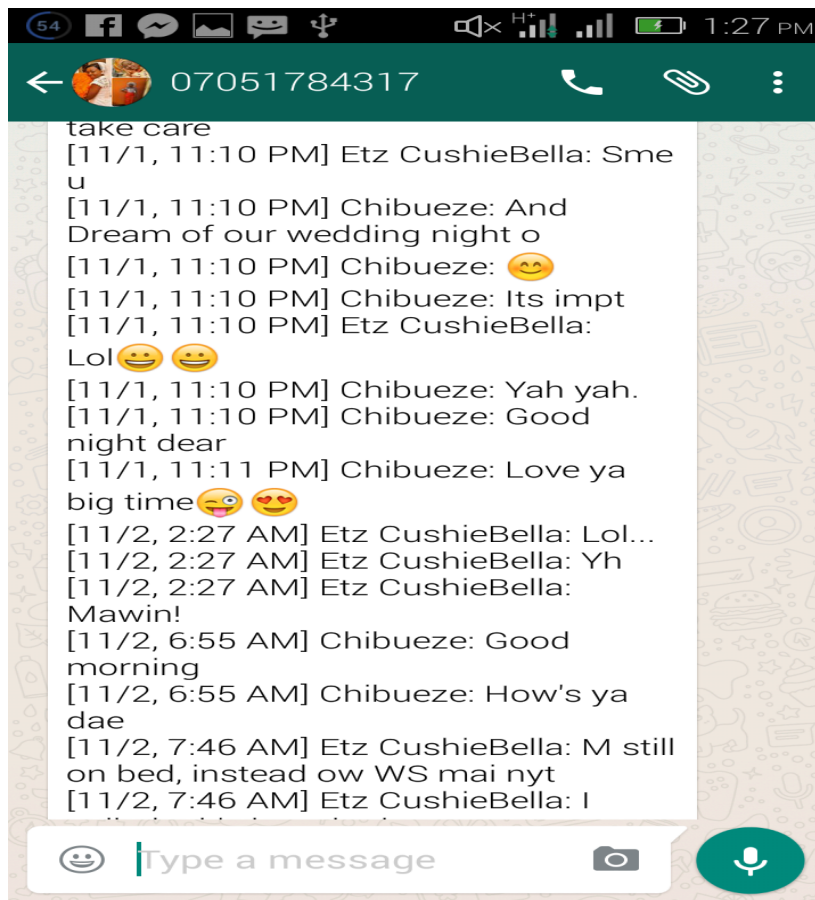 54
H+
1:27 PM
07051784317
take care
[11/1, 11:10 PM] Etz CushieBella: Sme
u
[11/1, 11:10 PM] Chibueze: And
Dream of our wedding night o
[11/1, 11:10 PM] Chibueze: 😊
[11/1, 11:10 PM] Chibueze: Its impt
[11/1, 11:10 PM] Etz CushieBella:
Lol😀 😀
[11/1, 11:10 PM] Chibueze: Yah yah.
[11/1, 11:10 PM] Chibueze: Good
night dear
[11/1, 11:11 PM] Chibueze: Love ya
big time😜 😍
[11/2, 2:27 AM] Etz CushieBella: Lol...
[11/2, 2:27 AM] Etz CushieBella: Yh
[11/2, 2:27 AM] Etz CushieBella:
Mawin!
[11/2, 6:55 AM] Chibueze: Good
morning
[11/2, 6:55 AM] Chibueze: How's ya
dae
[11/2, 7:46 AM] Etz CushieBella: M still
on bed, instead ow WS mai nyt
[11/2, 7:46 AM] Etz CushieBella: I
Type a message